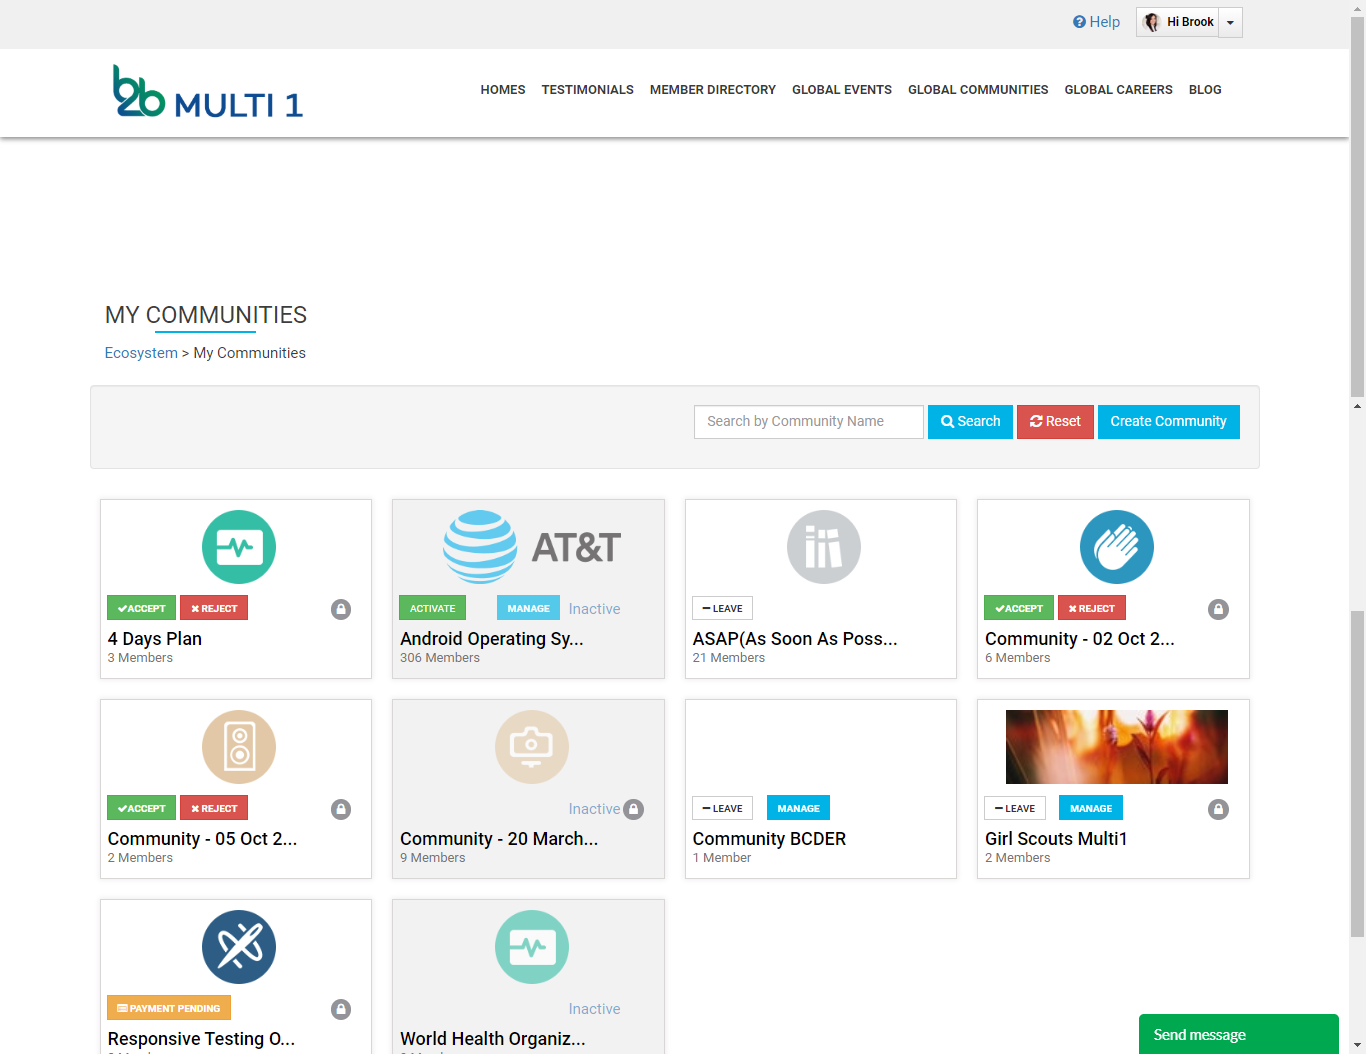 Help
Hi Brook
b2b MULTI 1
HOMES TESTIMONIALS MEMBER DIRECTORY GLOBAL EVENTS GLOBAL COMMUNITIES GLOBAL CAREERS BLOG
MY COMMUNITIES
Ecosystem > My Communities
Search by Community Name Search Reset Create Community
ACCEPT REJECT
4 Days Plan
3 Members
AT&T
ACTIVATE MANAGE Inactive
Android Operating Sy...
306 Members
LEAVE
ASAP(As Soon As Poss...
21 Members
ACCEPT REJECT
Community - 02 Oct 2...
6 Members
ACCEPT REJECT
Community - 05 Oct 2...
2 Members
Inactive
Community - 20 March...
9 Members
LEAVE MANAGE
Community BCDER
1 Member
LEAVE MANAGE
Girl Scouts Multi1
2 Members
PAYMENT PENDING
Responsive Testing O...
Inactive
World Health Organiz...
Send message